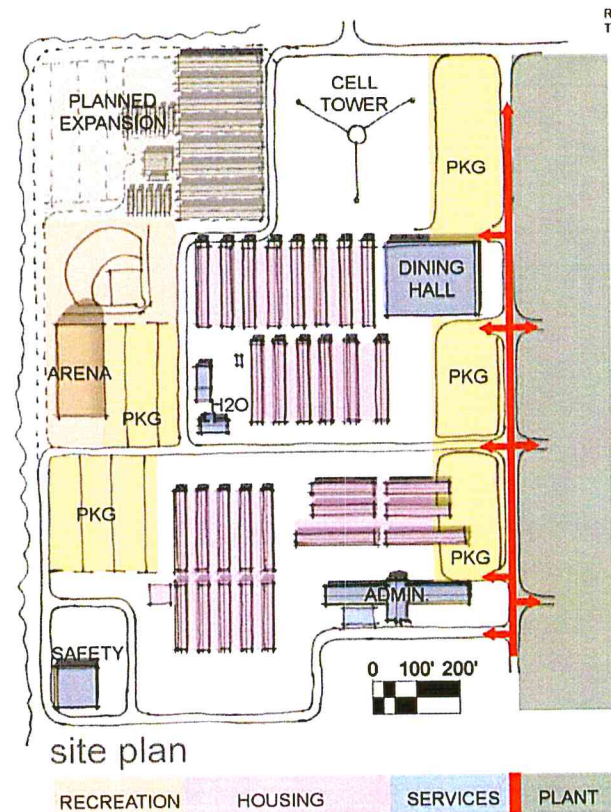 R
T
PLANNED
EXPANSION
CELL
TOWER
PKG
DINING
HALL
ARENA
PKG
H2O
PKG
PKG
PKG
ADMIN.
SAFETY
0 100' 200'
site plan
RECREATION HOUSING SERVICES PLANT